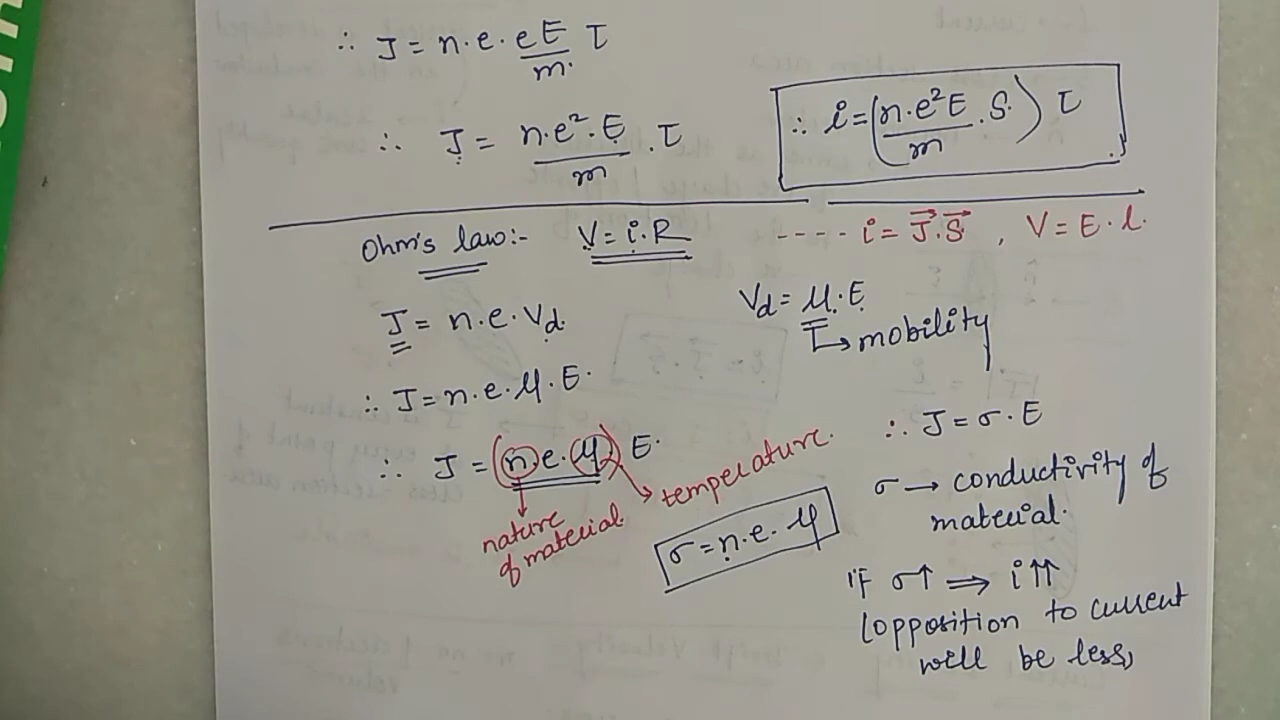 ∴ J = n·e·eE/m· τ
∴ J = n·e²·E/m ·τ
∴ i = (n·e²E/m ·S·) τ
Ohm's law:- V = i·R ---- i = J⃗·S⃗ , V = E·l.
J = n·e·Vd
Vd = μ·E
↳ mobility
∴ J = n·e·μ·E·
∴ J = (n·e·μ) E·
nature
of material
temperature.
σ = n·e·μ
∴ J = σ·E
σ → conductivity of
material.
if σ↑ ⟹ i↑↑
(opposition to current
will be less)